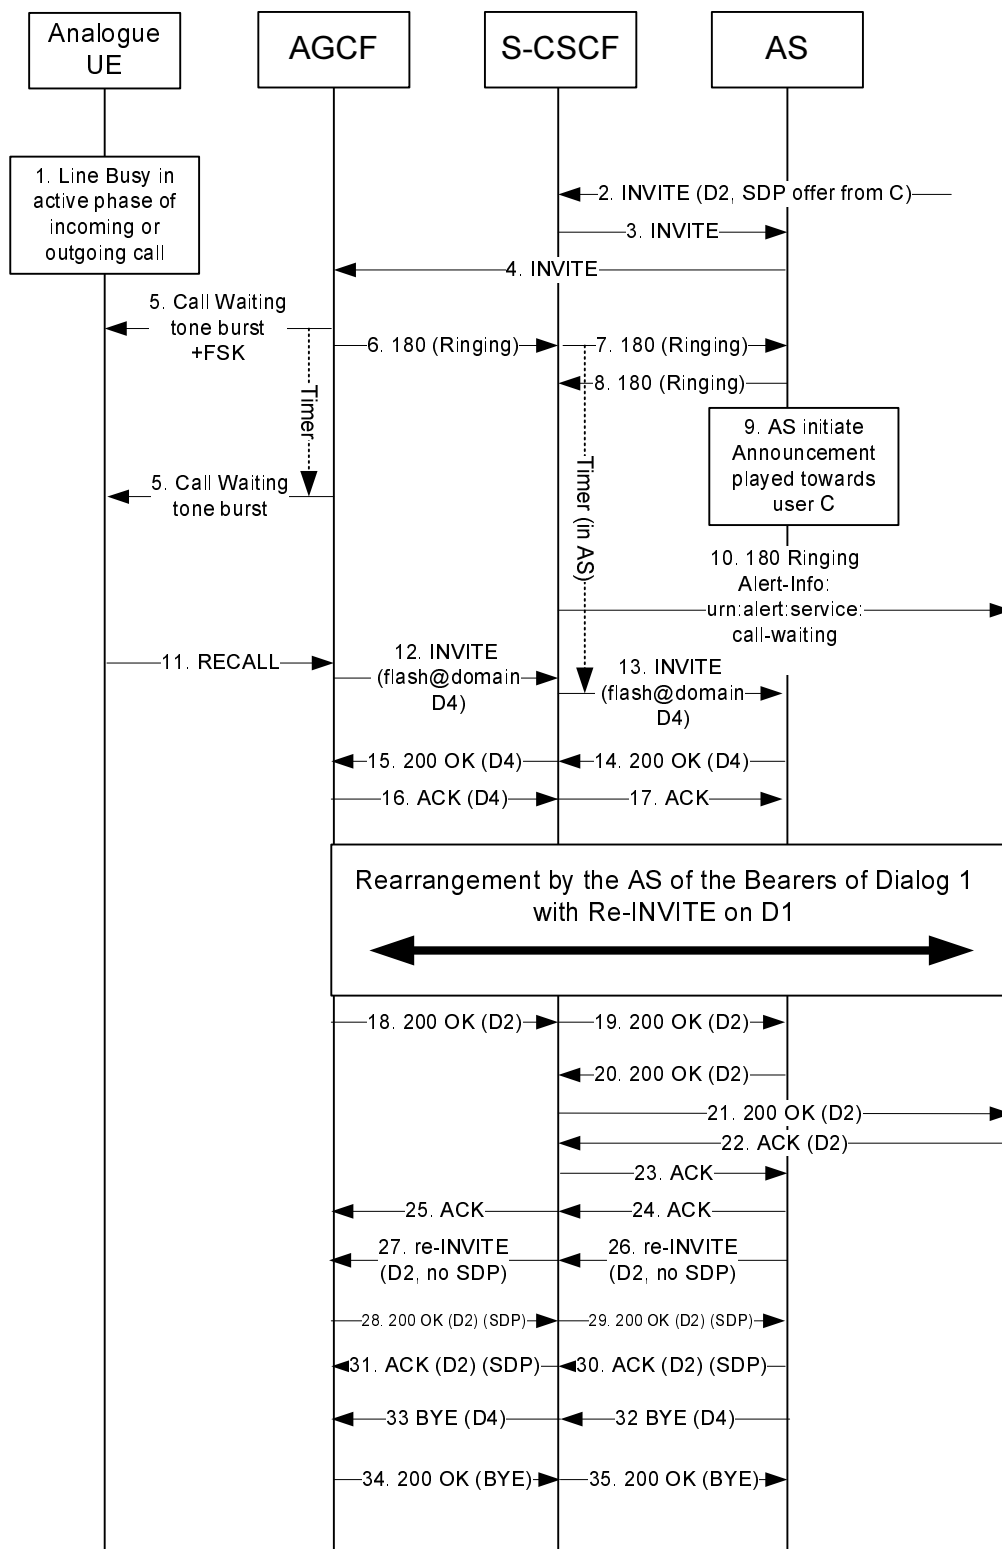 Analogue
UE
AGCF
S-CSCF
AS
1. Line Busy in
active phase of
incoming or
outgoing call
2. INVITE (D2, SDP offer from C)
3. INVITE
4. INVITE
5. Call Waiting
tone burst
+FSK
6. 180 (Ringing)
7. 180 (Ringing)
8. 180 (Ringing)
Timer
Timer (in AS)
9. AS initiate
Announcement
played towards
user C
5. Call Waiting
tone burst
10. 180 Ringing
Alert-Info:
urn:alert:service:
call-waiting
11. RECALL
12. INVITE
(flash@domain
D4)
13. INVITE
(flash@domain
D4)
15. 200 OK (D4)
14. 200 OK (D4)
16. ACK (D4)
17. ACK
Rearrangement by the AS of the Bearers of Dialog 1
with Re-INVITE on D1
18. 200 OK (D2)
19. 200 OK (D2)
20. 200 OK (D2)
21. 200 OK (D2)
22. ACK (D2)
23. ACK
25. ACK
24. ACK
27. re-INVITE
(D2, no SDP)
26. re-INVITE
(D2, no SDP)
28. 200 OK (D2) (SDP)
29. 200 OK (D2) (SDP)
31. ACK (D2) (SDP)
30. ACK (D2) (SDP)
33 BYE (D4)
32 BYE (D4)
34. 200 OK (BYE)
35. 200 OK (BYE)